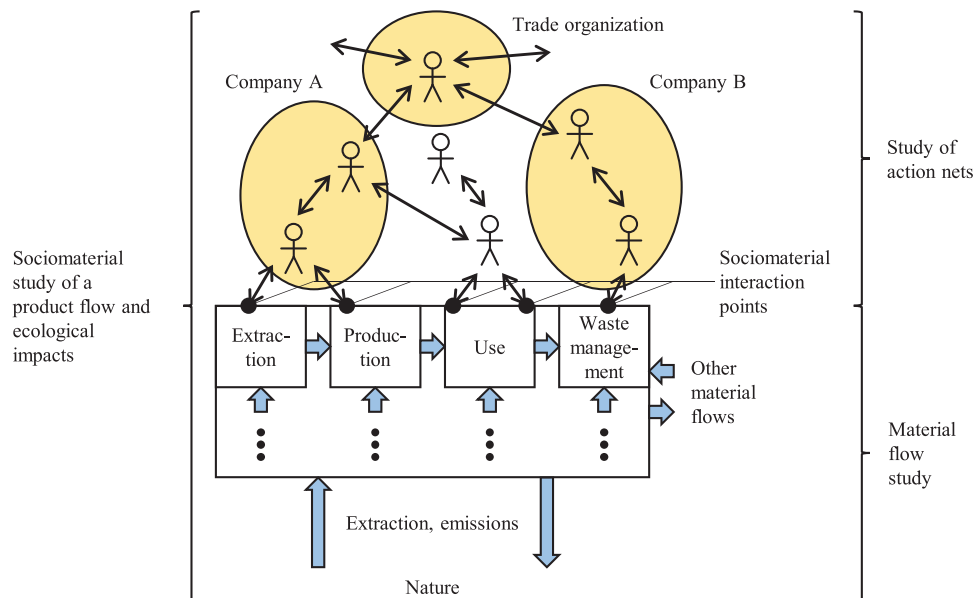 Trade organization
Company A
Company B
Study of
action nets
Sociomaterial
study of a
product flow and
ecological
impacts
Sociomaterial
interaction
points
Extrac-
tion
Produc-
tion
Use
Waste
manage-
ment
Other
material
flows
Material
flow
study
Extraction, emissions
Nature